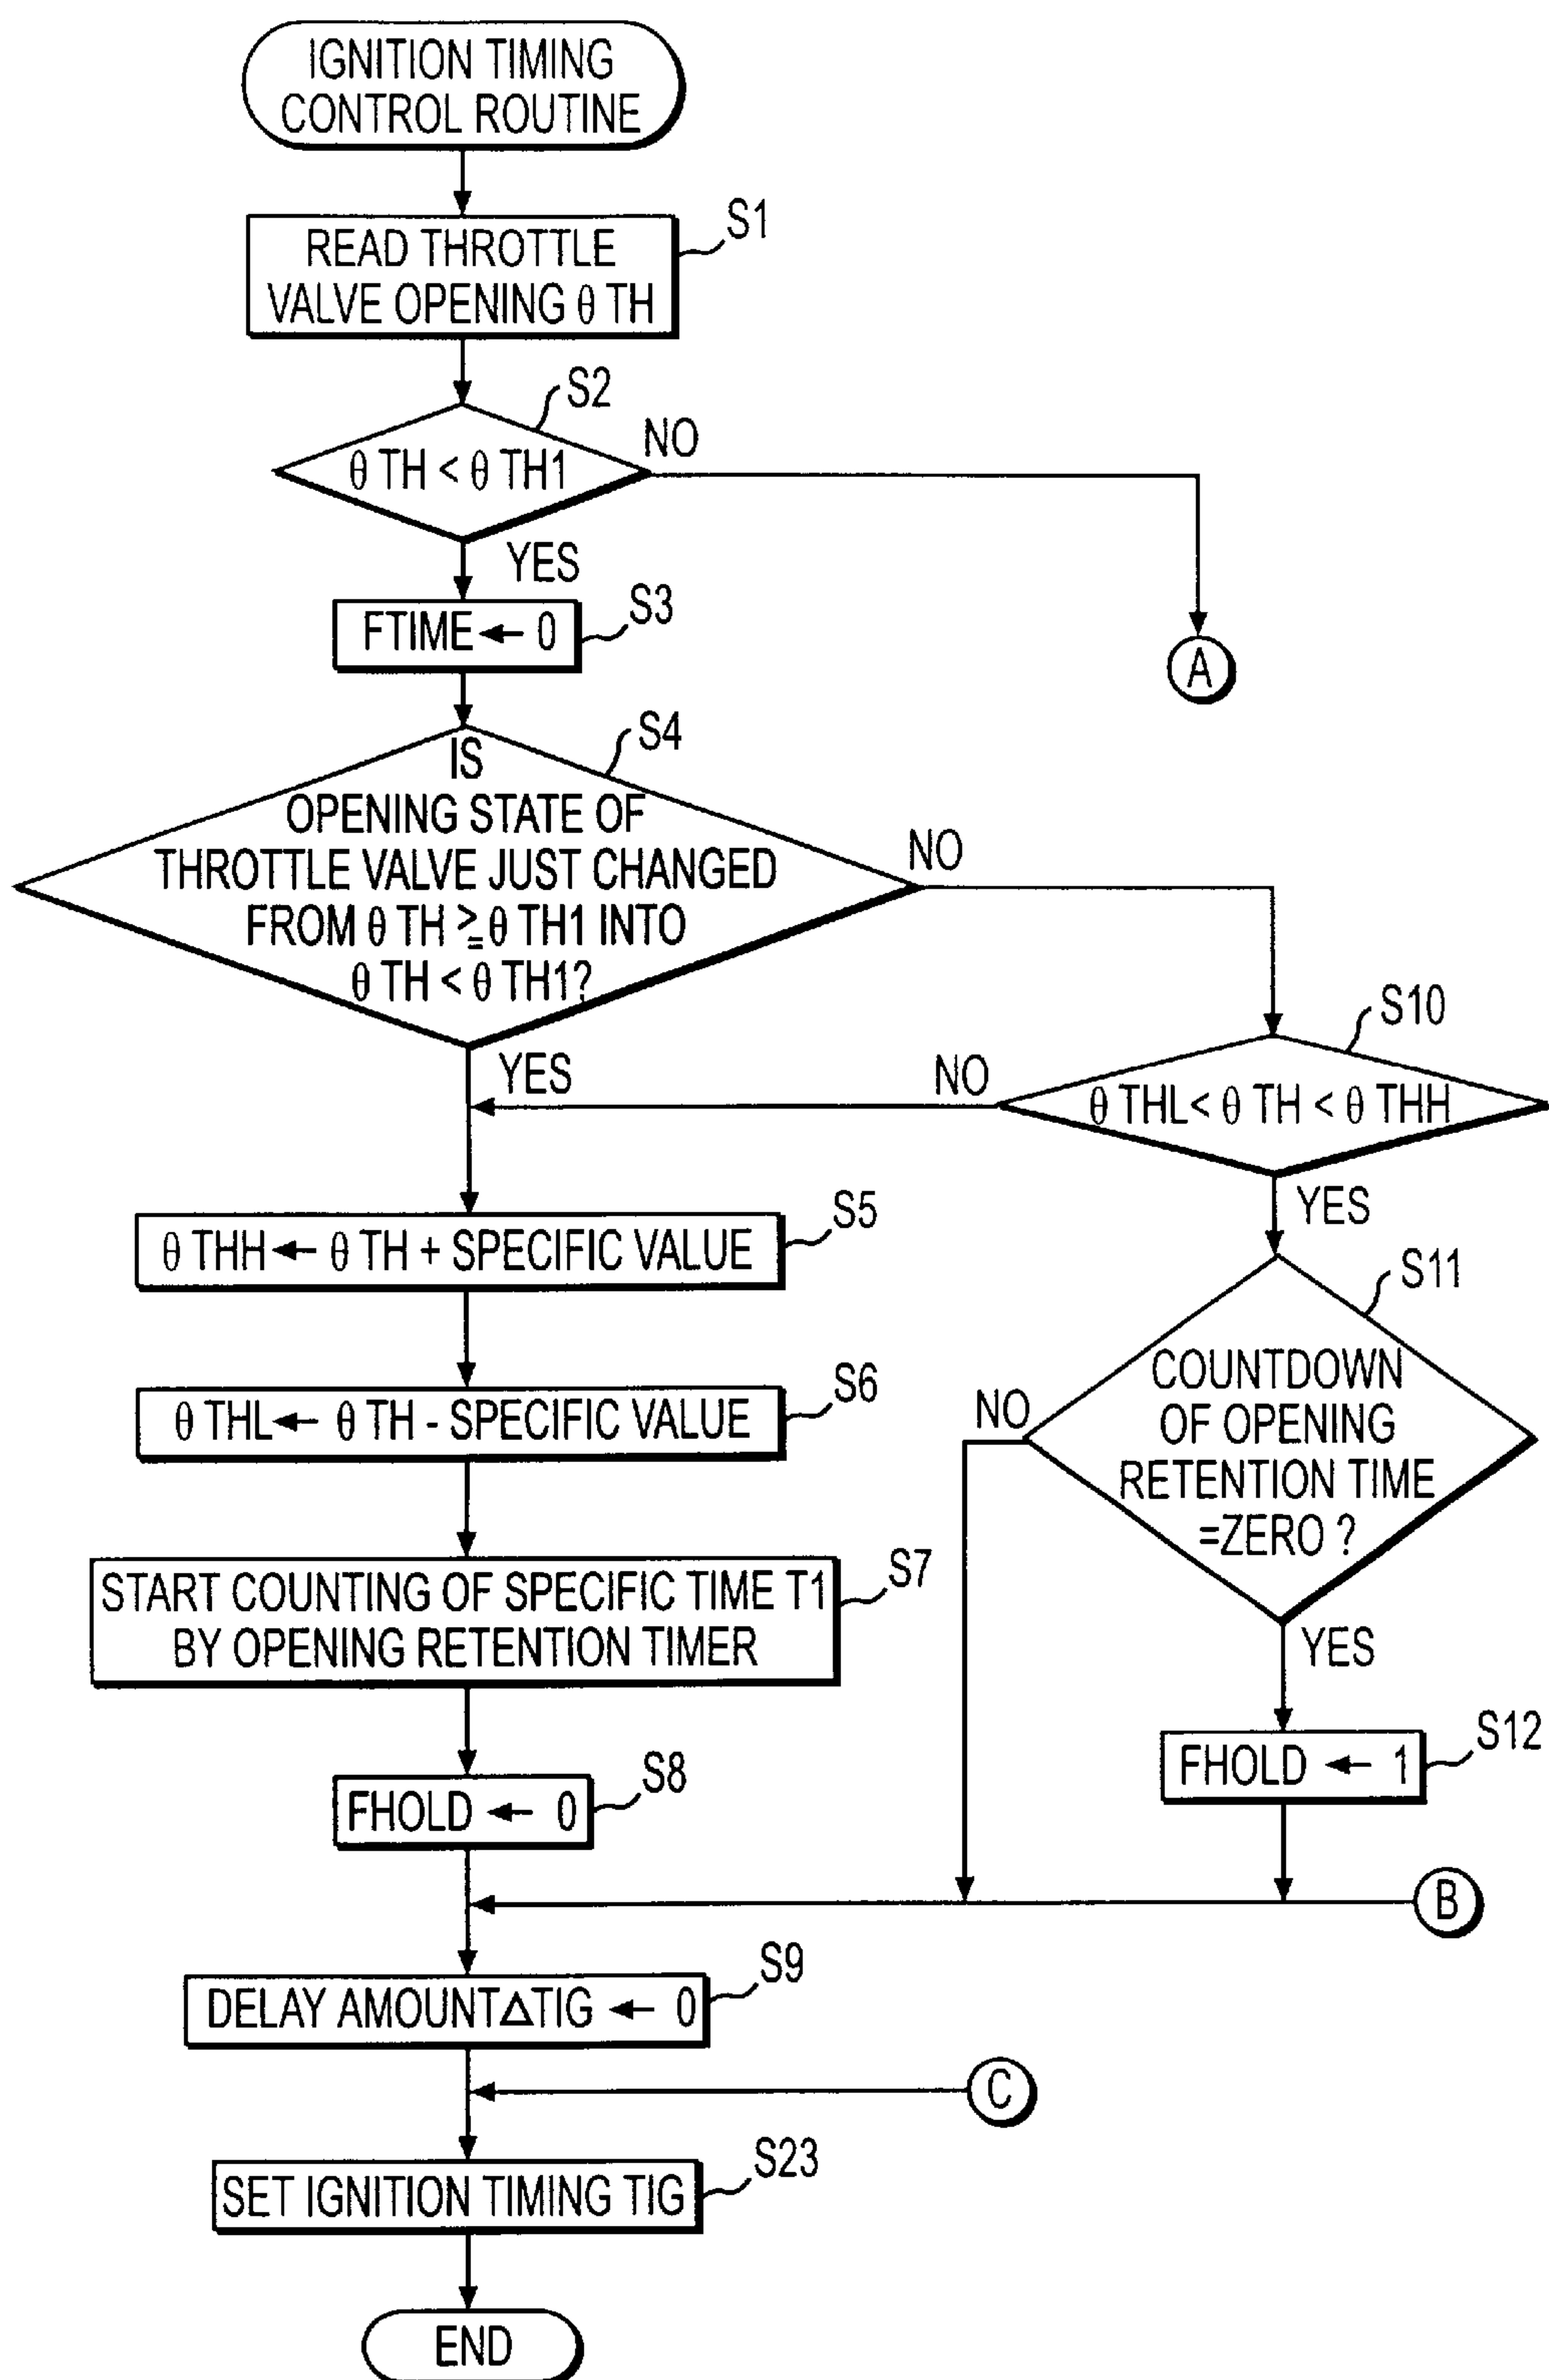 IGNITION TIMING
CONTROL ROUTINE
S1
READ THROTTLE
VALVE OPENING θ TH
S2
θ TH < θ TH1
NO
YES
S3
FTIME ← 0
A
S4
IS
OPENING STATE OF
THROTTLE VALVE JUST CHANGED
FROM θ TH ≧ θ TH1 INTO
θ TH < θ TH1?
NO
YES
S10
NO
θ THL < θ TH < θ THH
YES
S5
θ THH ← θ TH + SPECIFIC VALUE
S11
COUNTDOWN
OF OPENING
RETENTION TIME
=ZERO ?
NO
YES
S6
θ THL ← θ TH - SPECIFIC VALUE
S7
START COUNTING OF SPECIFIC TIME T1
BY OPENING RETENTION TIMER
S12
FHOLD ← 1
S8
FHOLD ← 0
B
S9
DELAY AMOUNT△TIG ← 0
C
S23
SET IGNITION TIMING TIG
END